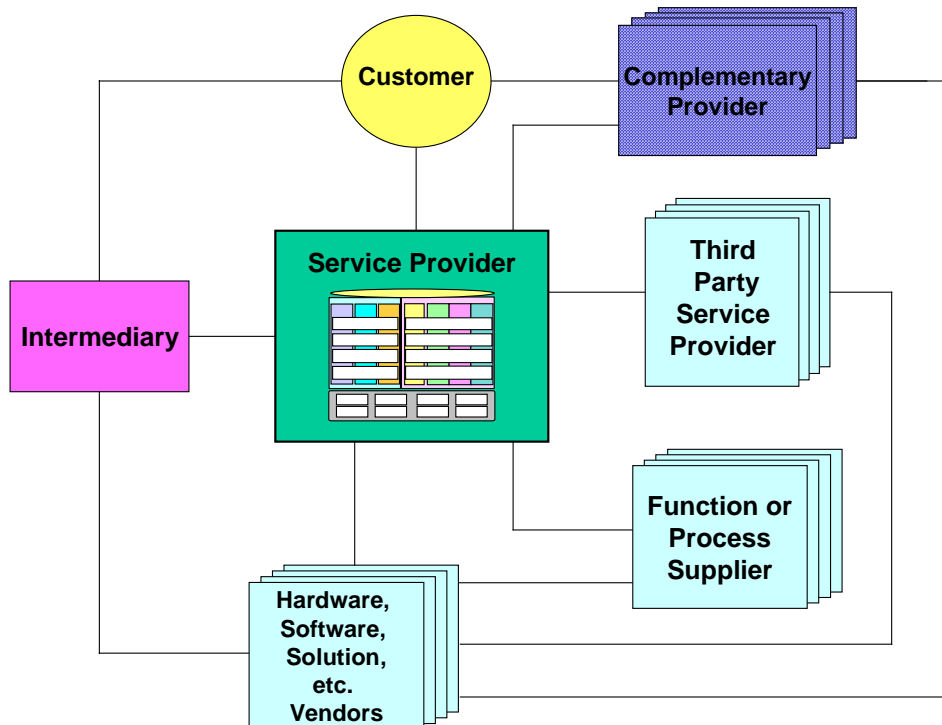 Customer
Complementary
Provider
Service Provider
Third
Party
Service
Provider
Intermediary
Function or
Process
Supplier
Hardware,
Software,
Solution,
etc.
Vendors